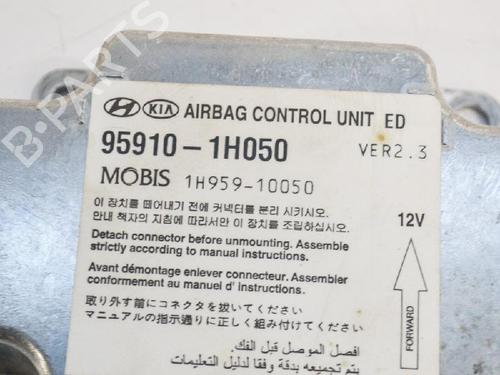 HYUNDAI KIA AIRBAG CONTROL UNIT ED
95910-1H050 VER2.3
MOBIS 1H959-10050
이 장치를 떼어내기 전에 커넥터를 분리 시키시오.
안내 책자의 지침에 따라서만 이 장치를 조립하십시오.
12V
Detach connector before unmounting. Assemble
strictly according to manual instructions.
Avant démontage enlever connecteur. Assembler
conformement au manuel d' Instructions.
取り外す前にコネクタを抜いてください
マニュアルの指示通りに正しく組み付けてください
FORWARD
افصل الموصل قبل الفك.
يتم تجميعه بدقة وفقا لدليل التعليمات
B-PARTS